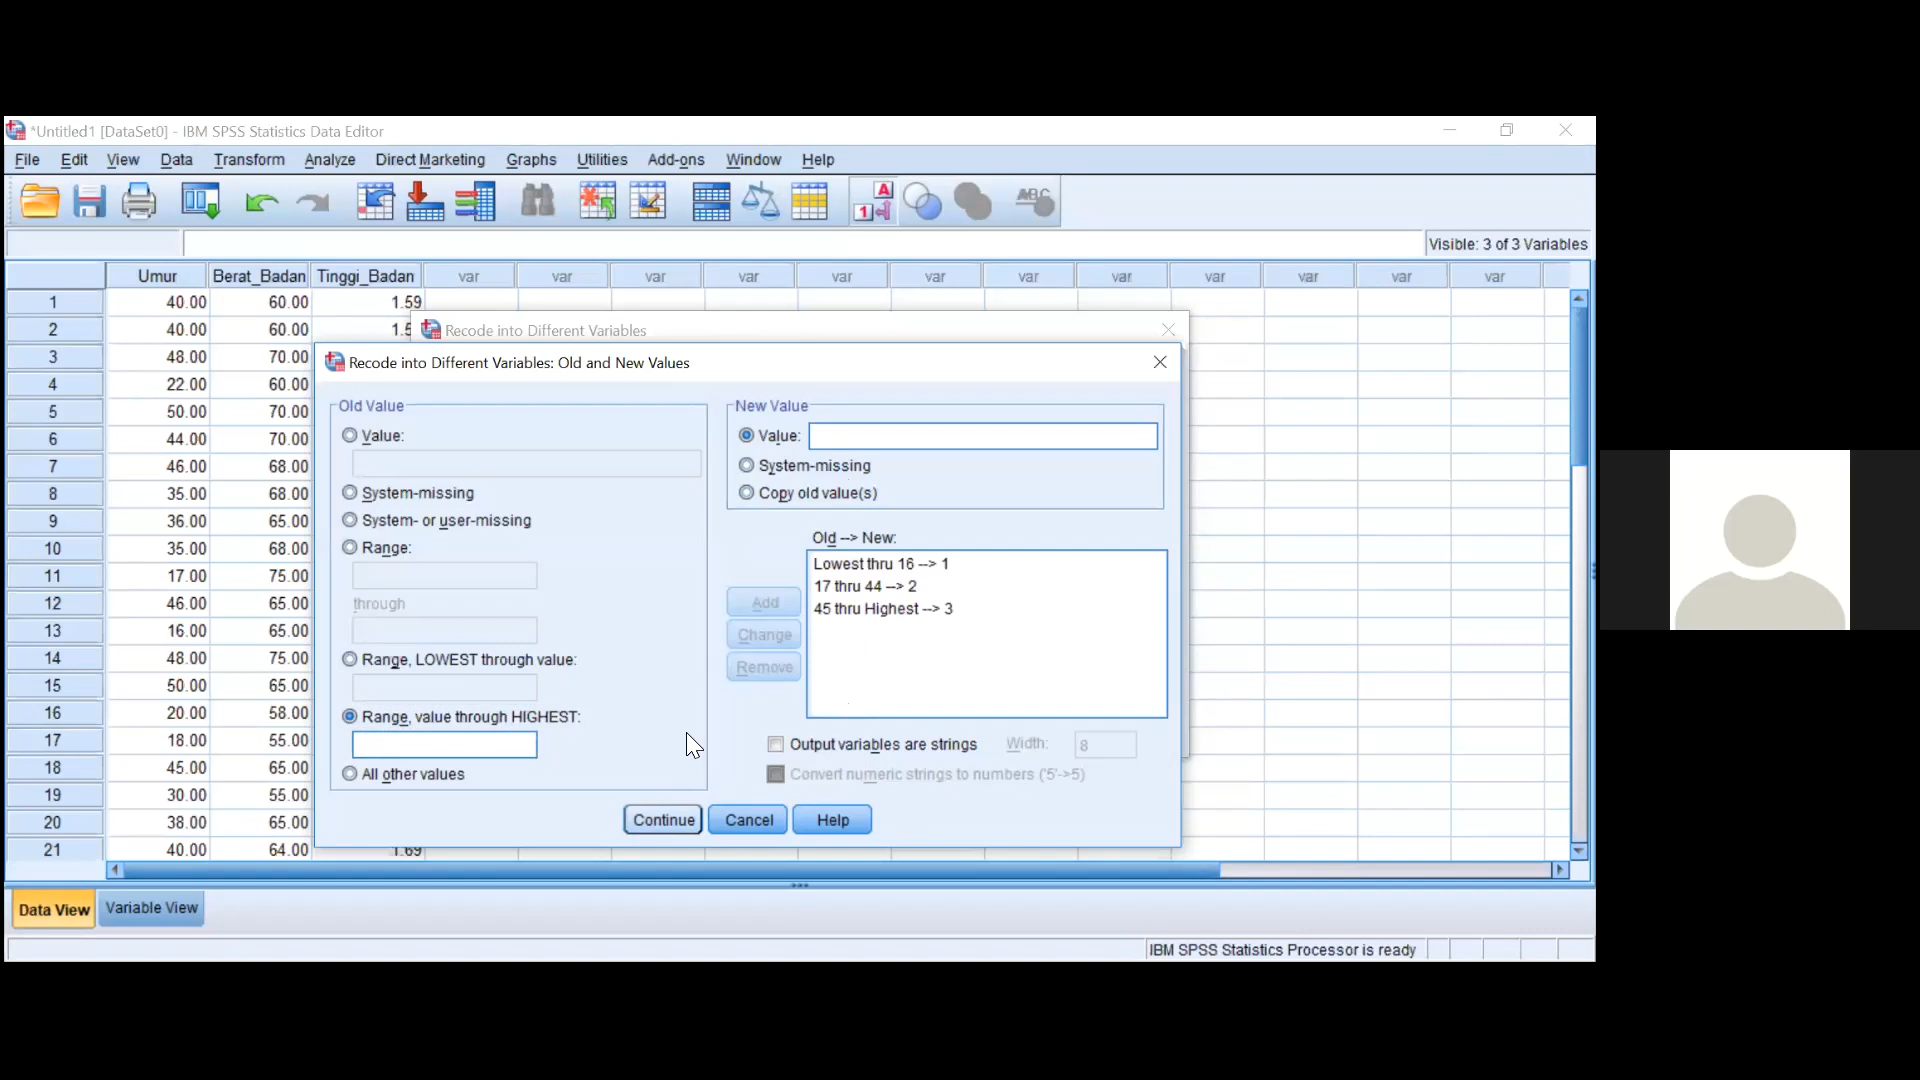 *Untitled1 [DataSet0] - IBM SPSS Statistics Data Editor
File Edit View Data Transform Analyze Direct Marketing Graphs Utilities Add-ons Window Help
Visible: 3 of 3 Variables
Umur Berat_Badan Tinggi_Badan var var var var var var var var var var var var
1 40.00 60.00 1.59
2 40.00 60.00
3 48.00 70.00
4 22.00 60.00
5 50.00 70.00
6 44.00 70.00
7 46.00 68.00
8 35.00 68.00
9 36.00 65.00
10 35.00 68.00
11 17.00 75.00
12 46.00 65.00
13 16.00 65.00
14 48.00 75.00
15 50.00 65.00
16 20.00 58.00
17 18.00 55.00
18 45.00 65.00
19 30.00 55.00
20 38.00 65.00
21 40.00 64.00 1.69
Recode into Different Variables
Recode into Different Variables: Old and New Values
Old Value
Value:
System-missing
System- or user-missing
Range:
through
Range, LOWEST through value:
Range, value through HIGHEST:
All other values
New Value
Value:
System-missing
Copy old value(s)
Old --> New:
Lowest thru 16 --> 1
17 thru 44 --> 2
45 thru Highest --> 3
Add
Change
Remove
Output variables are strings Width: 8
Convert numeric strings to numbers ('5'->5)
Continue Cancel Help
Data View Variable View
IBM SPSS Statistics Processor is ready